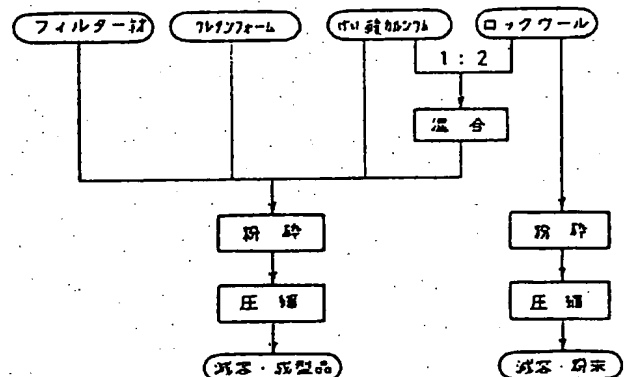 フィルター材
ウレタンフォーム
けい酸カルシウム
ロックウール
1 : 2
混合
粉砕
粉砕
圧縮
圧縮
減容・成型品
減容・粉末